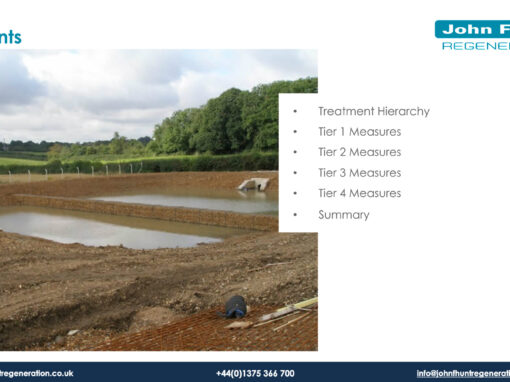 nts
John F
REGENER
• Treatment Hierarchy
• Tier 1 Measures
• Tier 2 Measures
• Tier 3 Measures
• Tier 4 Measures
• Summary
tregeneration.co.uk
+44(0)1375 366 700
info@johnfhuntregenerati